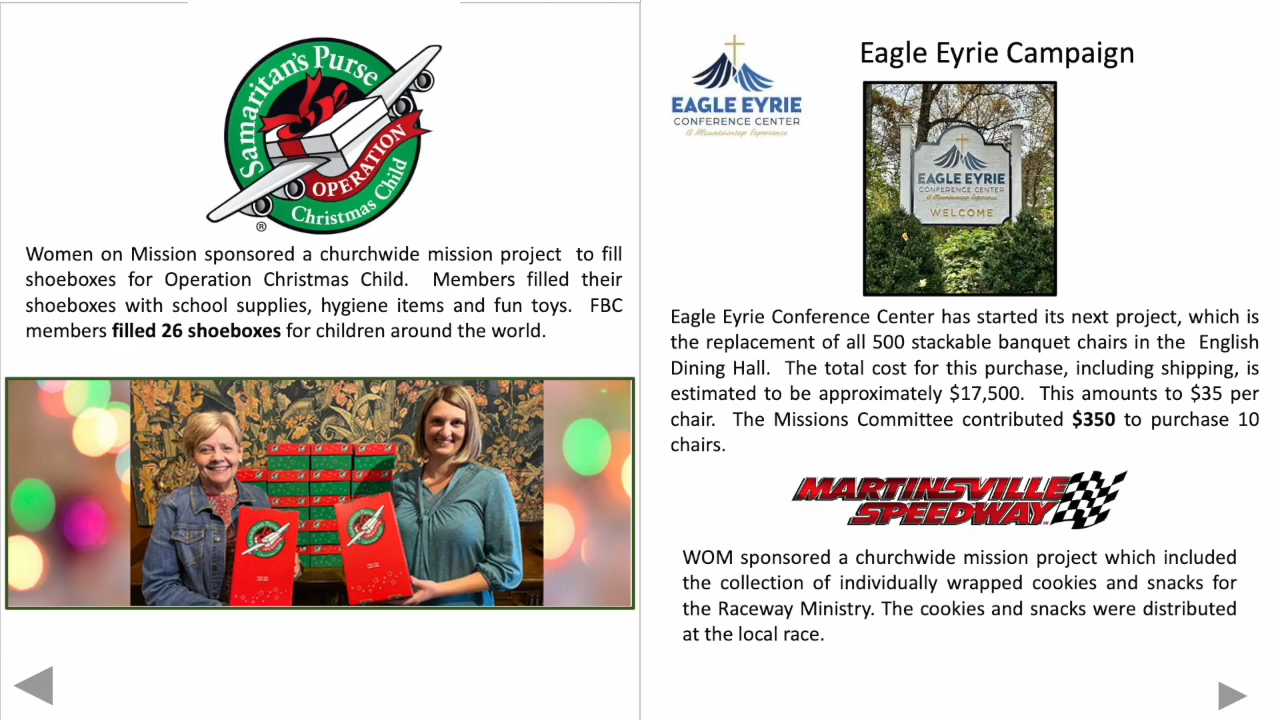 Samaritan's Purse
OPERATION
Christmas Child
®
Women on Mission sponsored a churchwide mission project to fill
shoeboxes for Operation Christmas Child. Members filled their
shoeboxes with school supplies, hygiene items and fun toys. FBC
members filled 26 shoeboxes for children around the world.
EAGLE EYRIE
CONFERENCE CENTER
A Mountaintop Experience
Eagle Eyrie Campaign
EAGLE EYRIE
CONFERENCE CENTER
A Mountaintop Experience
WELCOME
Eagle Eyrie Conference Center has started its next project, which is
the replacement of all 500 stackable banquet chairs in the English
Dining Hall. The total cost for this purchase, including shipping, is
estimated to be approximately $17,500. This amounts to $35 per
chair. The Missions Committee contributed $350 to purchase 10
chairs.
MARTINSVILLE
SPEEDWAY
WOM sponsored a churchwide mission project which included
the collection of individually wrapped cookies and snacks for
the Raceway Ministry. The cookies and snacks were distributed
at the local race.